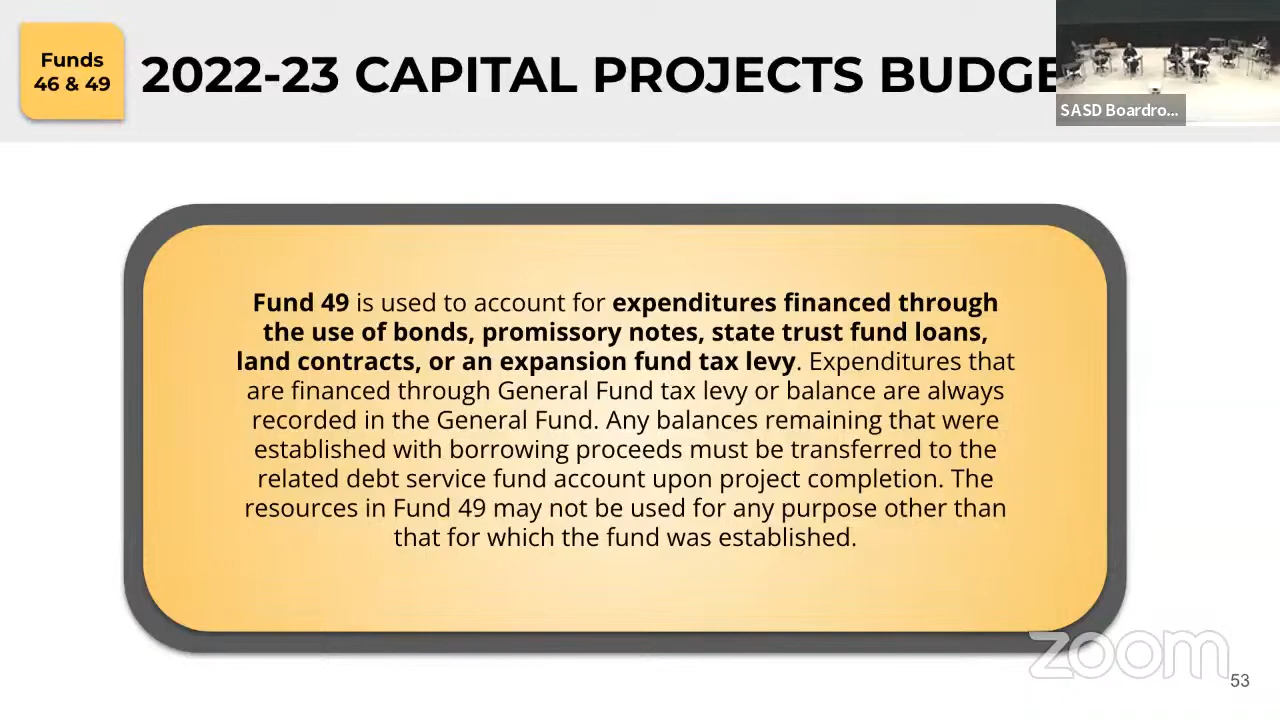 Funds
46 & 49
2022-23 CAPITAL PROJECTS BUDGE
SASD Boardro...
Fund 49 is used to account for expenditures financed through
the use of bonds, promissory notes, state trust fund loans,
land contracts, or an expansion fund tax levy. Expenditures that
are financed through General Fund tax levy or balance are always
recorded in the General Fund. Any balances remaining that were
established with borrowing proceeds must be transferred to the
related debt service fund account upon project completion. The
resources in Fund 49 may not be used for any purpose other than
that for which the fund was established.
zoom
53